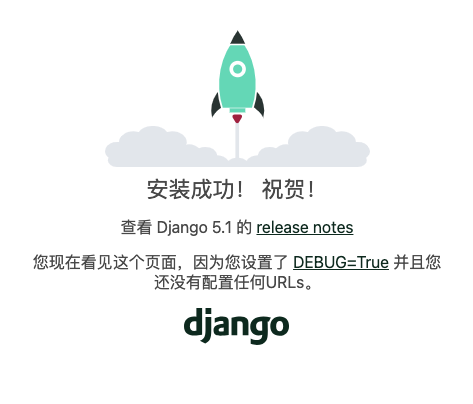 安装成功！ 祝贺！
查看 Django 5.1 的 release notes
您现在看见这个页面，因为您设置了 DEBUG=True 并且您
还没有配置任何URLs。
django